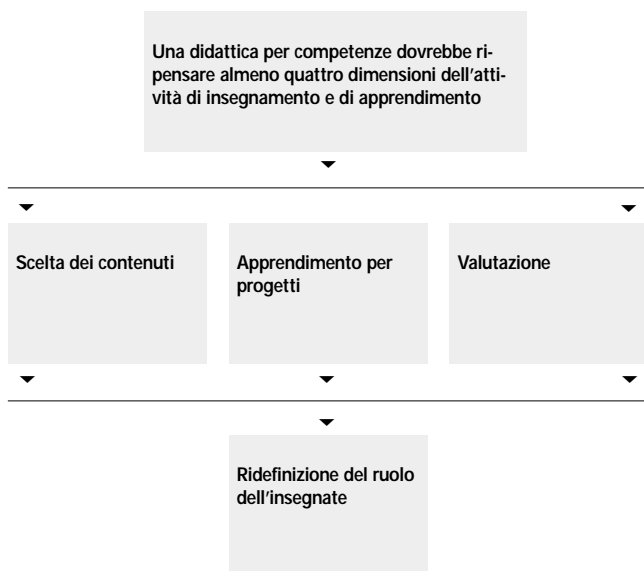 Una didattica per competenze dovrebbe ri-
pensare almeno quattro dimensioni dell'atti-
vità di insegnamento e di apprendimento
Scelta dei contenuti
Apprendimento per
progetti
Valutazione
Ridefinizione del ruolo
dell'insegnate